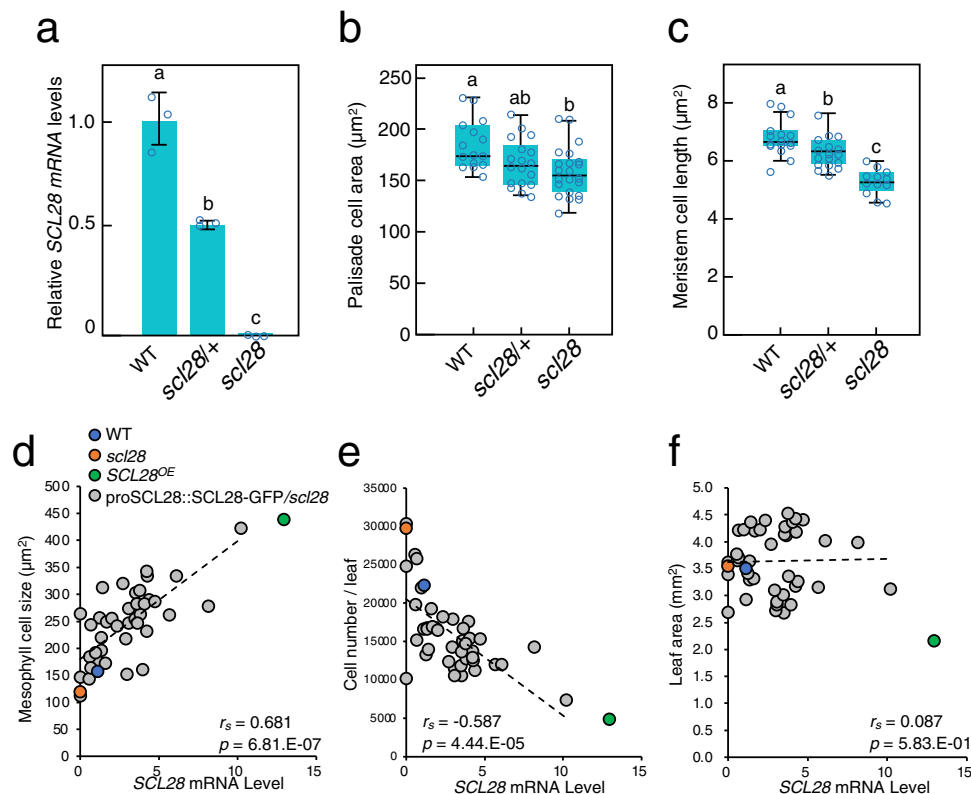 a
Relative SCL28 mRNA levels
1.0
0.5
0
a
b
c
WT
scl28/+
scl28
b
Palisade cell area (µm²)
250
200
150
100
50
0
a
ab
b
WT
scl28/+
scl28
c
Meristem cell length (µm²)
8
6
4
2
0
a
b
c
WT
scl28/+
scl28
WT
scl28
SCL28OE
proSCL28::SCL28-GFP/scl28
d
Mesophyll cell size (µm²)
500
450
400
350
300
250
200
150
100
50
0
rs = 0.681
p = 6.81.E-07
0 5 10 15
SCL28 mRNA Level
e
Cell number / leaf
35000
30000
25000
20000
15000
10000
5000
0
rs = -0.587
p = 4.44.E-05
0 5 10 15
SCL28 mRNA Level
f
Leaf area (mm²)
5.0
4.5
4.0
3.5
3.0
2.5
2.0
1.5
1.0
0.5
0.0
rs = 0.087
p = 5.83.E-01
0 5 10 15
SCL28 mRNA Level